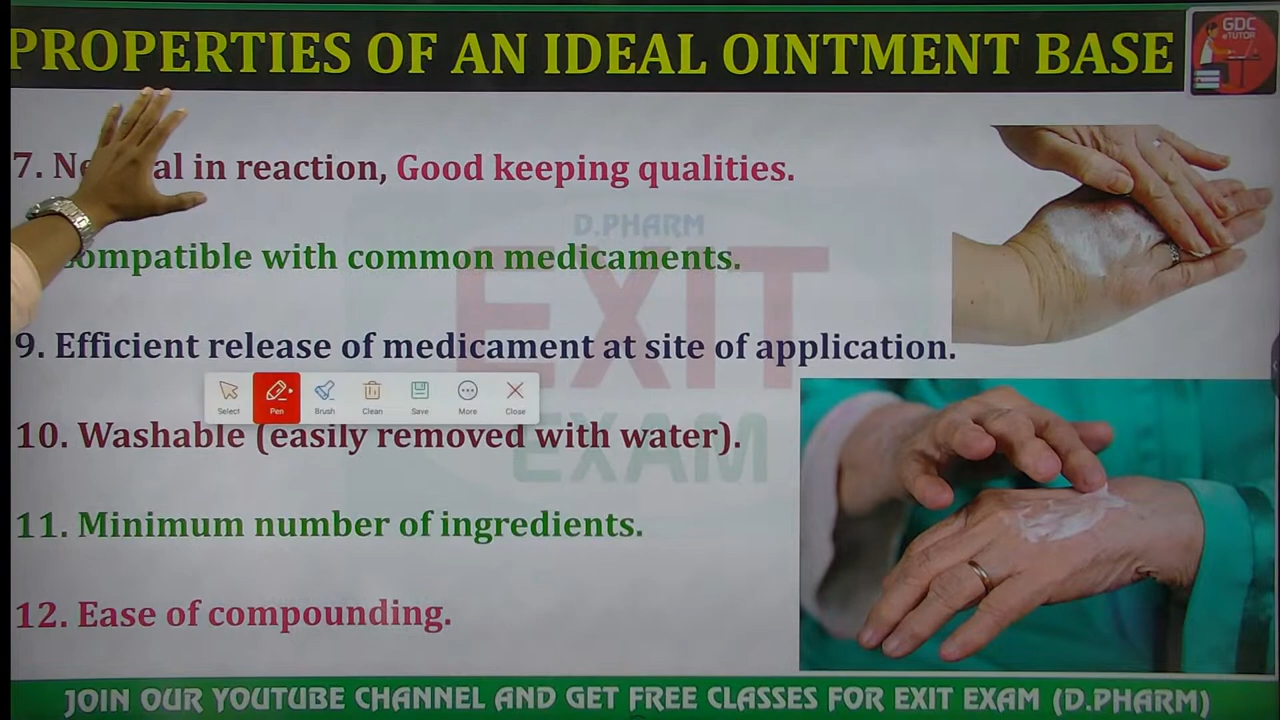 PROPERTIES OF AN IDEAL OINTMENT BASE
GDC
eTUTOR
7. al in reaction, Good keeping qualities.
D.PHARM
compatible with common medicaments.
EXIT
9. Efficient release of medicament at site of application.
Select Pen Brush Clean Save More Close
10. Washable (easily removed with water).
EXAM
11. Minimum number of ingredients.
12. Ease of compounding.
JOIN OUR YOUTUBE CHANNEL AND GET FREE CLASSES FOR EXIT EXAM (D.PHARM)